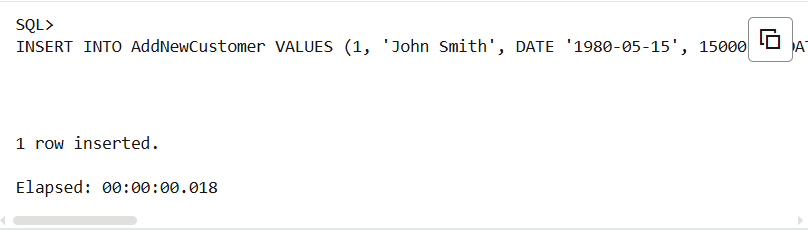 SQL>
INSERT INTO AddNewCustomer VALUES (1, 'John Smith', DATE '1980-05-15', 15000
1 row inserted.
Elapsed: 00:00:00.018